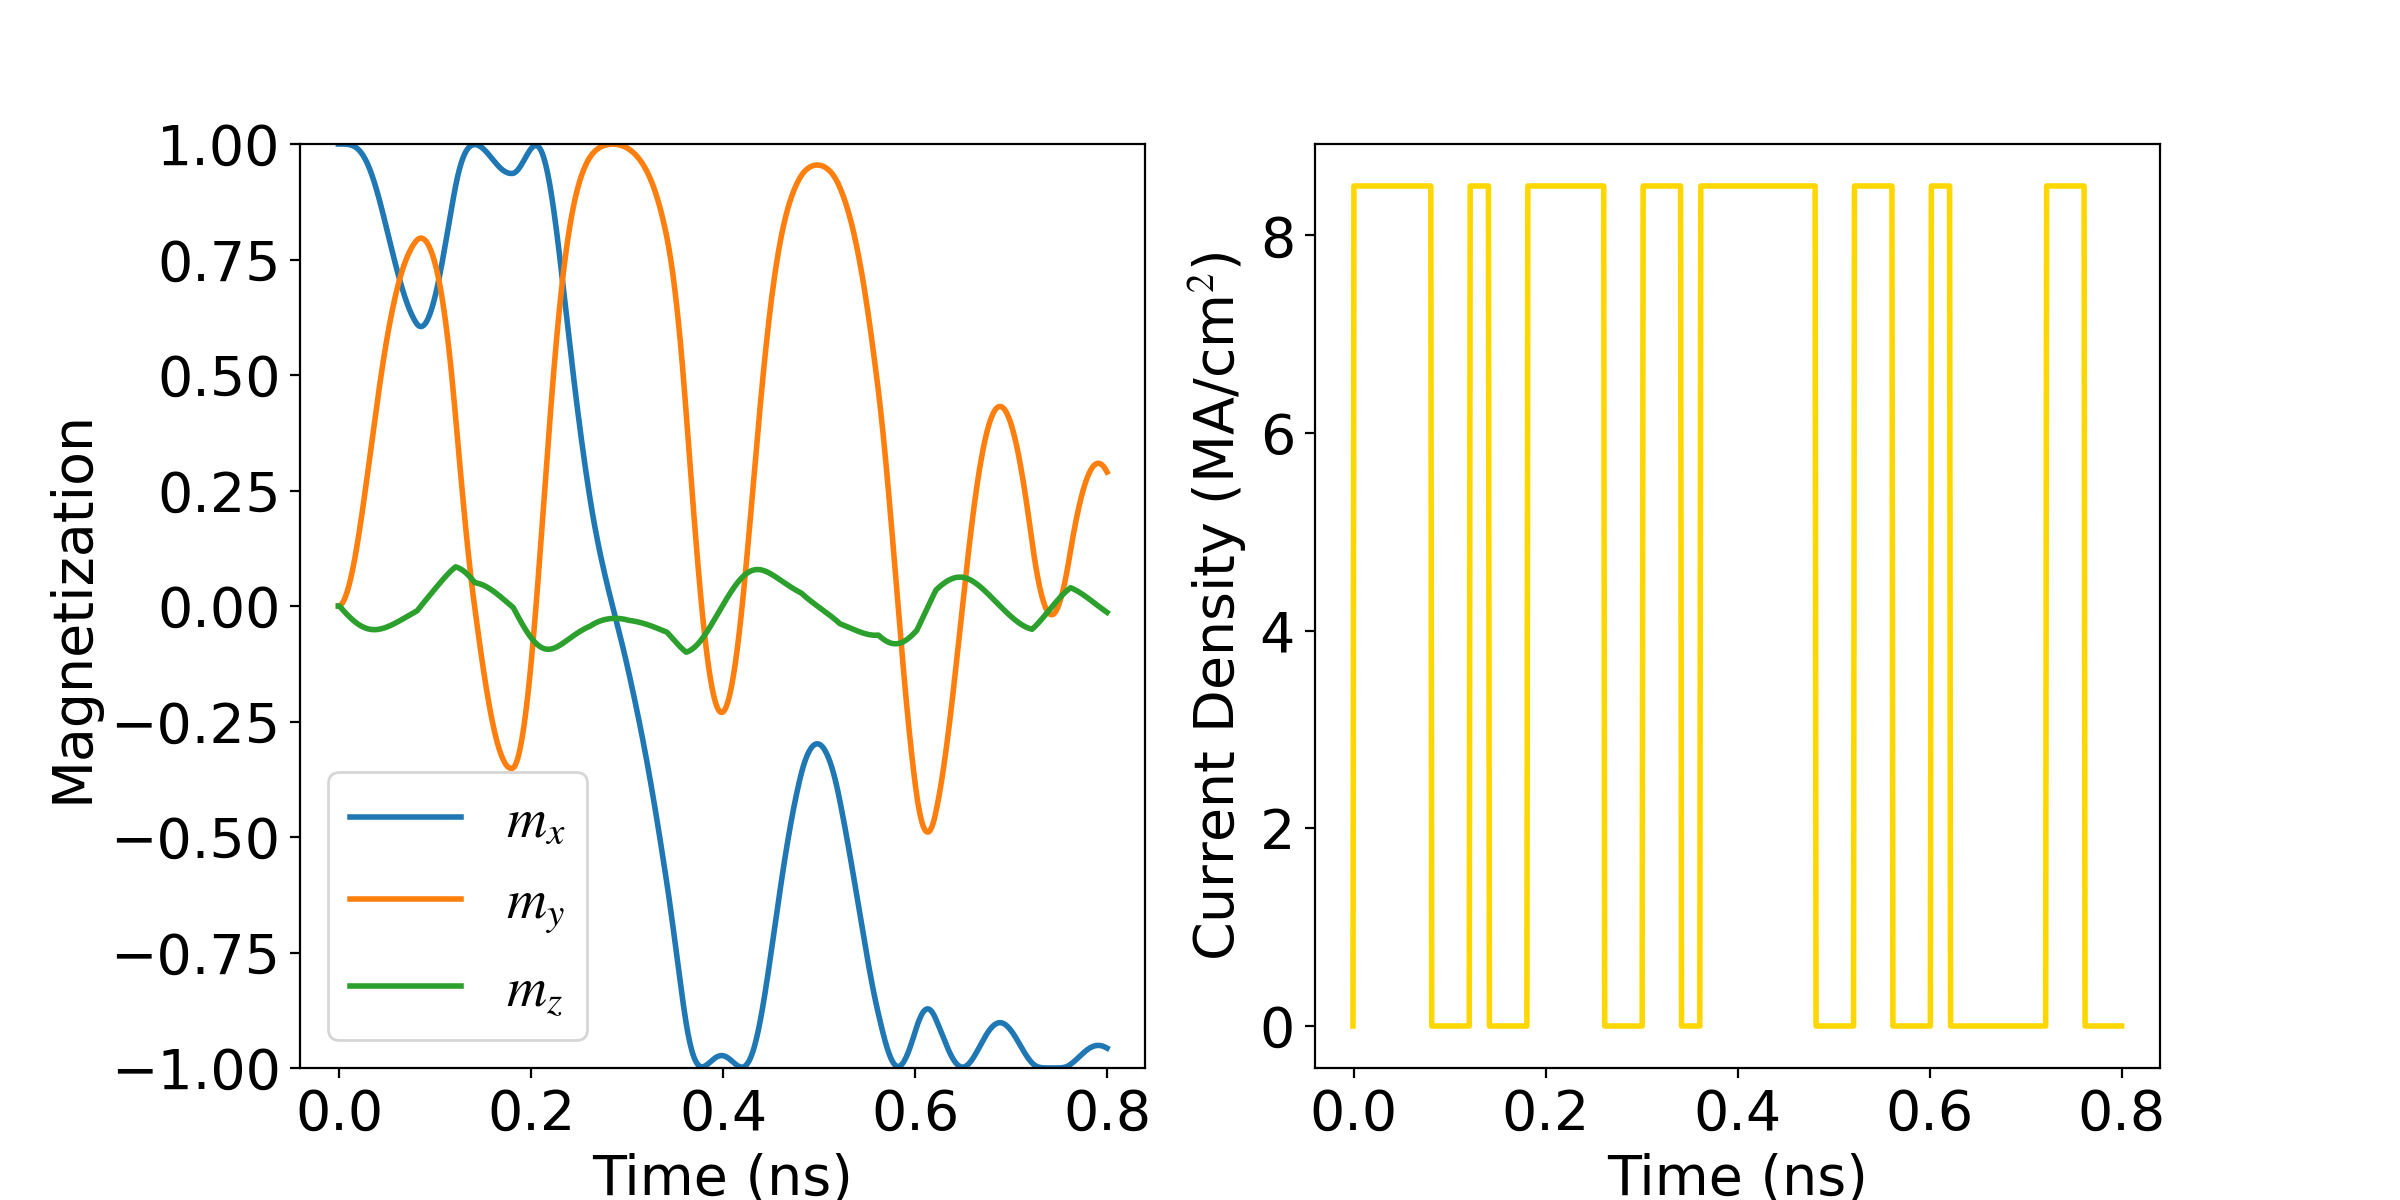 1.00
0.75
0.50
0.25
0.00
−0.25
−0.50
−0.75
−1.00
Magnetization
m_x
m_y
m_z
0.0 0.2 0.4 0.6 0.8
Time (ns)
8
6
4
2
0
Current Density (MA/cm²)
0.0 0.2 0.4 0.6 0.8
Time (ns)